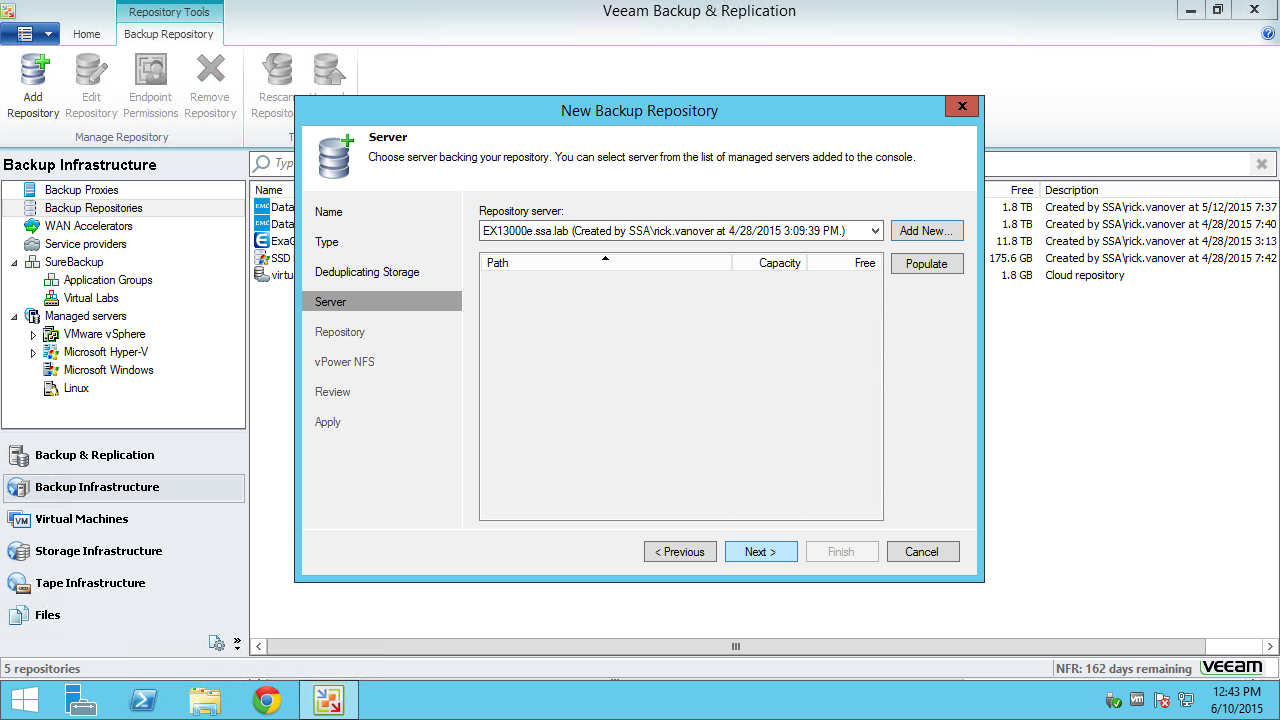 Repository Tools
Veeam Backup & Replication
Home
Backup Repository
Add Repository
Edit Repository
Endpoint Permissions
Remove Repository
Rescan
Manage Repository
New Backup Repository
Server
Choose server backing your repository. You can select server from the list of managed servers added to the console.
Backup Infrastructure
Backup Proxies
Backup Repositories
WAN Accelerators
Service providers
SureBackup
Application Groups
Virtual Labs
Managed servers
VMware vSphere
Microsoft Hyper-V
Microsoft Windows
Linux
Backup & Replication
Backup Infrastructure
Virtual Machines
VM
Storage Infrastructure
Tape Infrastructure
Files
Name
EMC Data
EMC Data
ExaG
SSD
virtu
Name
Type
Deduplicating Storage
Server
Repository
vPower NFS
Review
Apply
Repository server:
EX13000e.ssa.lab (Created by SSA\rick.vanover at 4/28/2015 3:09:39 PM.)
Add New...
Path Capacity Free
Populate
< Previous
Next >
Finish
Cancel
Free Description
1.8 TB Created by SSA\rick.vanover at 5/12/2015 7:37
1.8 TB Created by SSA\rick.vanover at 4/28/2015 7:40
11.8 TB Created by SSA\rick.vanover at 4/28/2015 3:13
175.6 GB Created by SSA\rick.vanover at 4/28/2015 7:42
1.8 GB Cloud repository
5 repositories
NFR: 162 days remaining
veeam
12:43 PM
6/10/2015